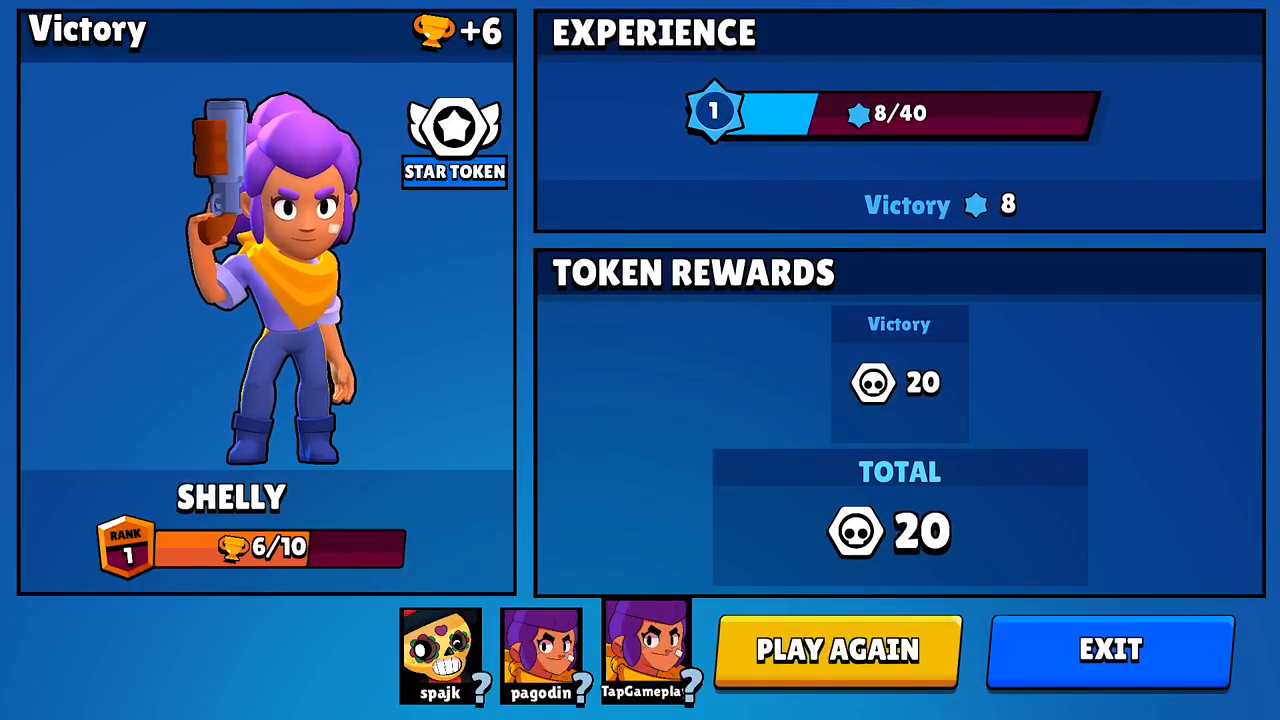 Victory
+6
STAR TOKEN
SHELLY
RANK
1
6/10
EXPERIENCE
1
8/40
Victory 8
TOKEN REWARDS
Victory
20
TOTAL
20
spajk ?
pagodin ?
TapGamepla ?
PLAY AGAIN
EXIT